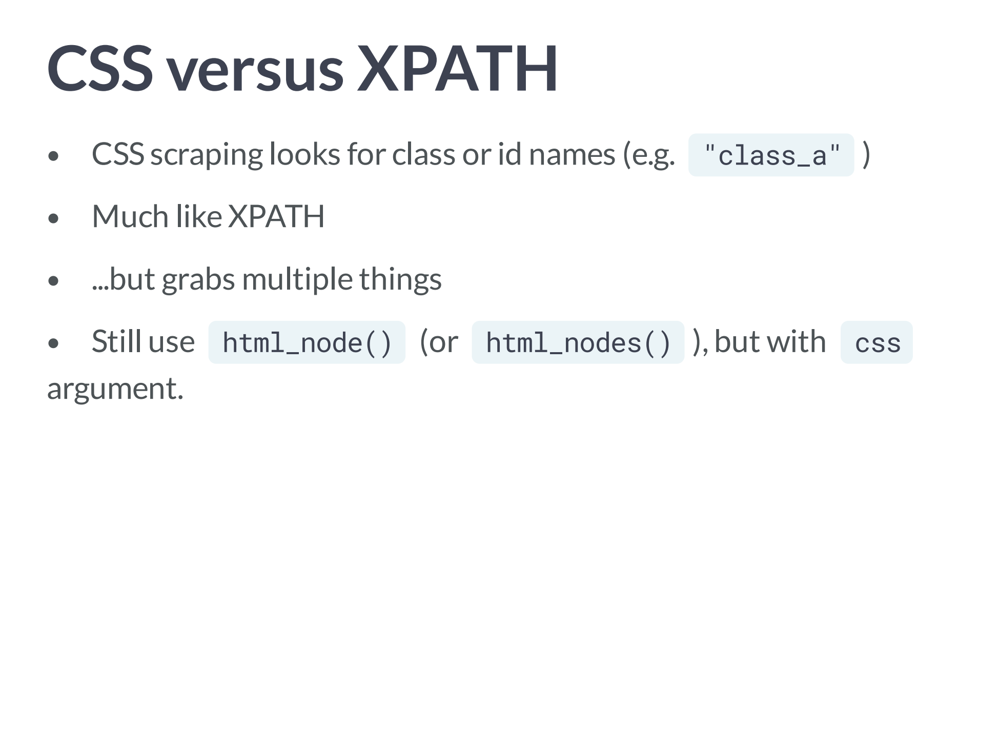 CSS versus XPATH
• CSS scraping looks for class or id names (e.g. "class_a" )
• Much like XPATH
• ...but grabs multiple things
• Still use html_node() (or html_nodes() ), but with css
argument.